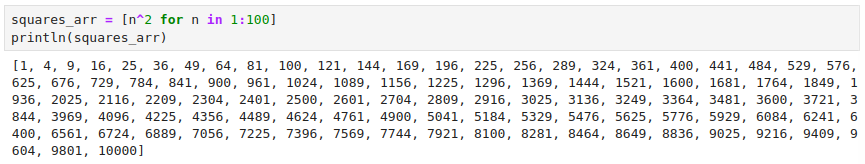 squares_arr = [n^2 for n in 1:100]
println(squares_arr)
[1, 4, 9, 16, 25, 36, 49, 64, 81, 100, 121, 144, 169, 196, 225, 256, 289, 324, 361, 400, 441, 484, 529, 576,
625, 676, 729, 784, 841, 900, 961, 1024, 1089, 1156, 1225, 1296, 1369, 1444, 1521, 1600, 1681, 1764, 1849, 1
936, 2025, 2116, 2209, 2304, 2401, 2500, 2601, 2704, 2809, 2916, 3025, 3136, 3249, 3364, 3481, 3600, 3721, 3
844, 3969, 4096, 4225, 4356, 4489, 4624, 4761, 4900, 5041, 5184, 5329, 5476, 5625, 5776, 5929, 6084, 6241, 6
400, 6561, 6724, 6889, 7056, 7225, 7396, 7569, 7744, 7921, 8100, 8281, 8464, 8649, 8836, 9025, 9216, 9409, 9
604, 9801, 10000]